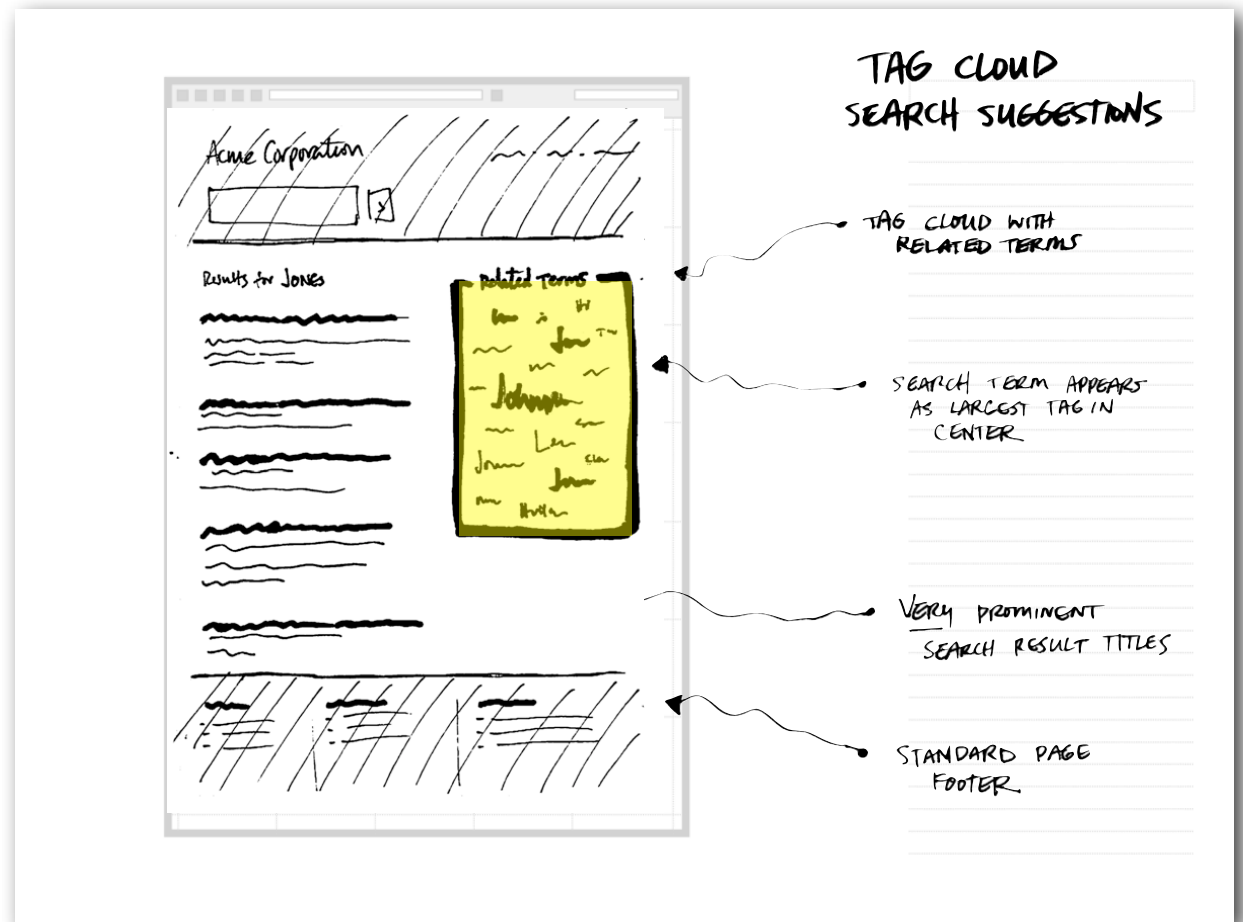 TAG CLOUD
SEARCH SUGGESTIONS
Acme Corporation
>
Results for JONES
Related Terms
TAG CLOUD WITH
RELATED TERMS
SEARCH TERM APPEARS
AS LARGEST TAG IN
CENTER
VERY PROMINENT
SEARCH RESULT TITLES
STANDARD PAGE
FOOTER